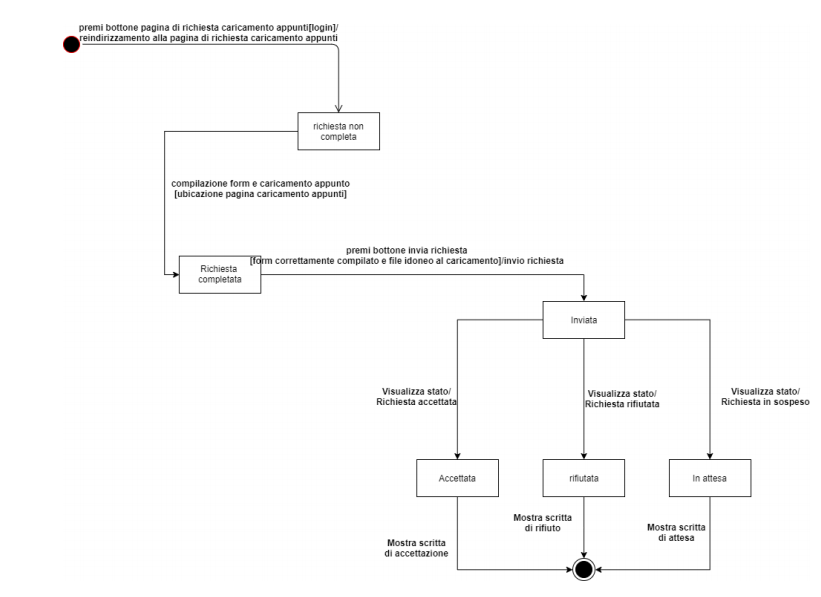 premi bottone pagina di richiesta caricamento appunti[login]/
reindirizzamento alla pagina di richiesta caricamento appunti
richiesta non
completa
compilazione form e caricamento appunto
[ubicazione pagina caricamento appunti]
premi bottone invia richiesta
[form correttamente compilato e file idoneo al caricamento]/invio richiesta
Richiesta
completata
Inviata
Visualizza stato/
Richiesta accettata
Visualizza stato/
Richiesta rifiutata
Visualizza stato/
Richiesta in sospeso
Accettata
rifiutata
In attesa
Mostra scritta
di accettazione
Mostra scritta
di rifiuto
Mostra scritta
di attesa